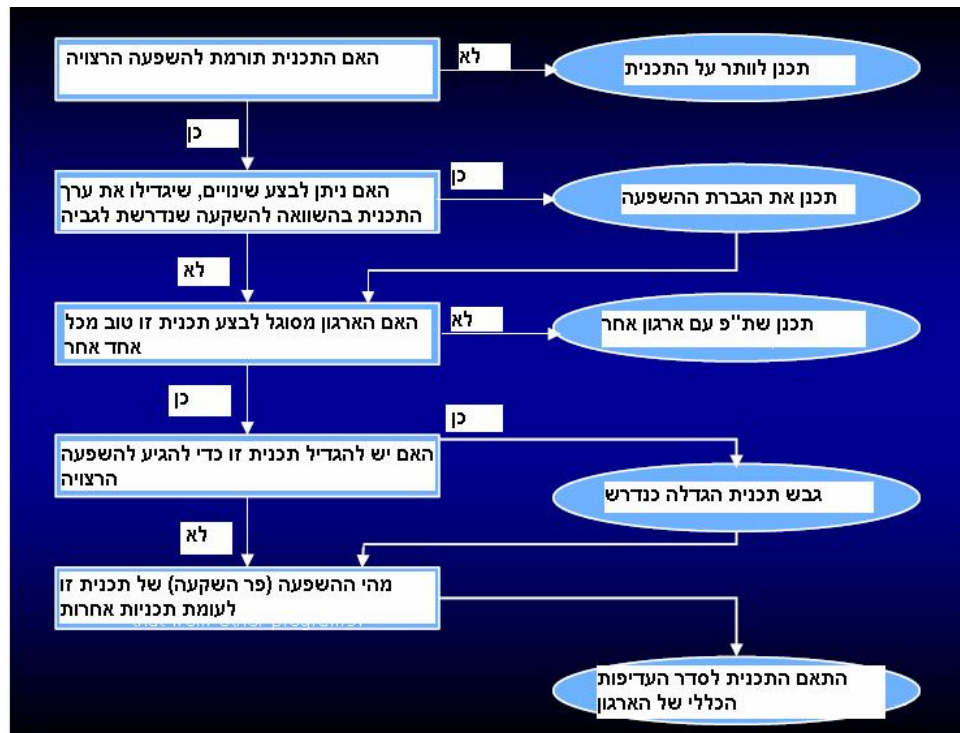 האם התכנית תורמת להשפעה הרצויה
לא
תכנן לוותר על התכנית
כן
האם ניתן לבצע שינויים, שיגדילו את ערך
התכנית בהשוואה להשקעה שנדרשת לגביה
כן
תכנן את הגברת ההשפעה
לא
האם הארגון מסוגל לבצע תכנית זו טוב מכל
אחד אחר
לא
תכנן שת''פ עם ארגון אחר
כן
האם יש להגדיל תכנית זו כדי להגיע להשפעה
הרצויה
כן
גבש תכנית הגדלה כנדרש
לא
מהי ההשפעה (פר השקעה) של תכנית זו
לעומת תכניות אחרות
התאם התכנית לסדר העדיפות
הכללי של הארגון